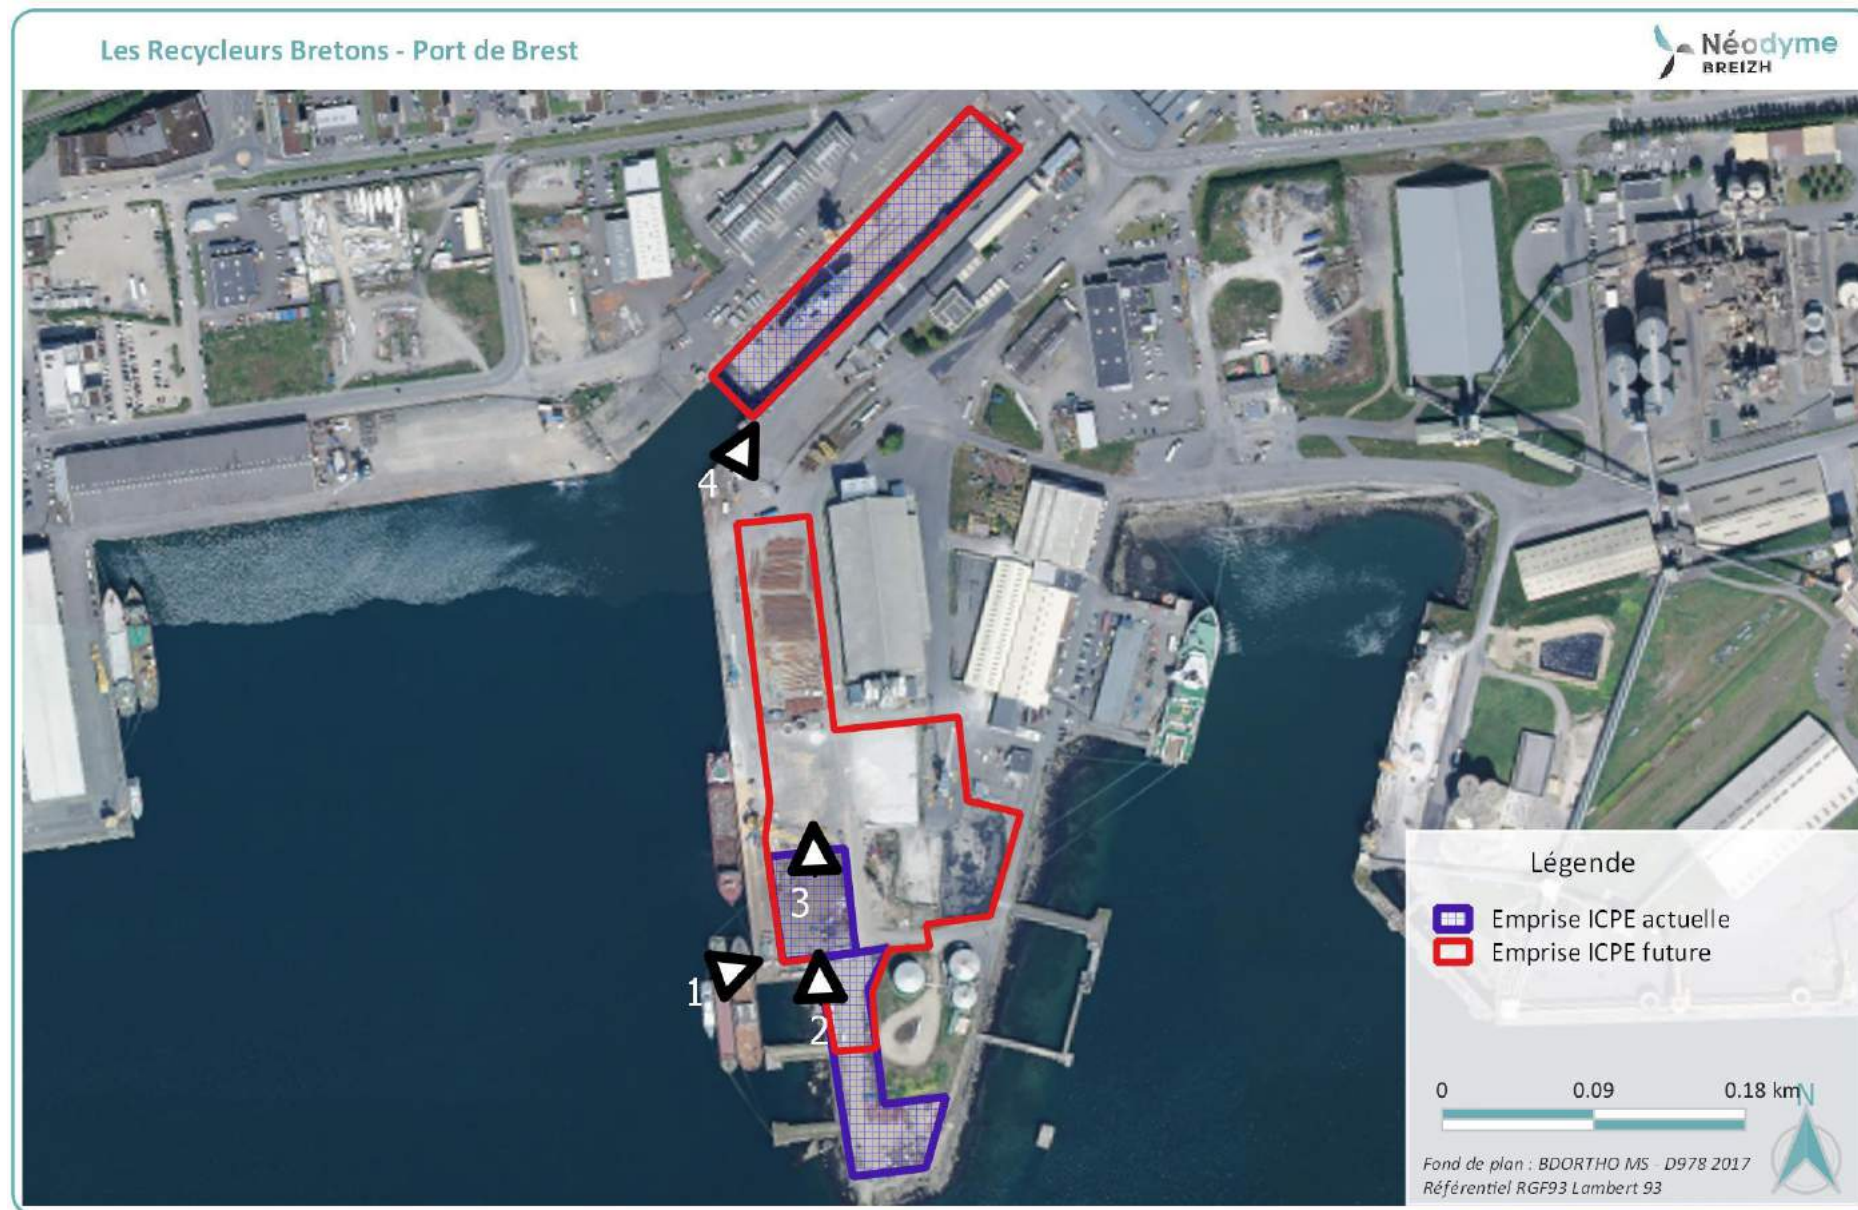 Les Recycleurs Bretons - Port de Brest
Néodyme
BREIZH
4
3
1
2
Légende
Emprise ICPE actuelle
Emprise ICPE future
0 0.09 0.18 km
N
Fond de plan : BDORTHO MS - D978 2017
Référentiel RGF93 Lambert 93